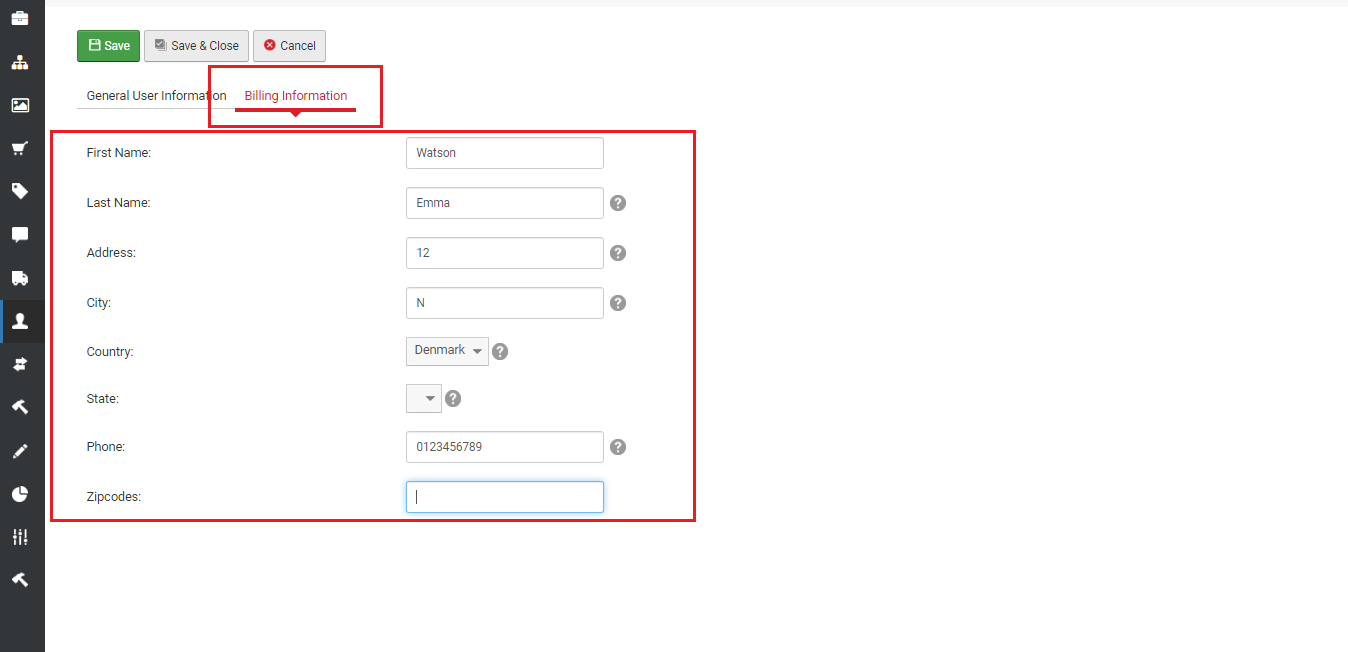 Save Save & Close Cancel
General User Information Billing Information
First Name: Watson
Last Name: Emma
Address: 12
City: N
Country: Denmark
State:
Phone: 0123456789
Zipcodes: